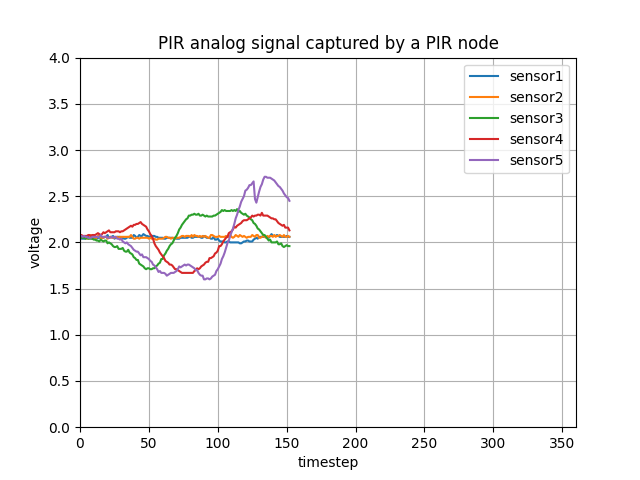 PIR analog signal captured by a PIR node
4.0
3.5
3.0
2.5
2.0
1.5
1.0
0.5
0.0
voltage
sensor1
sensor2
sensor3
sensor4
sensor5
0 50 100 150 200 250 300 350
timestep